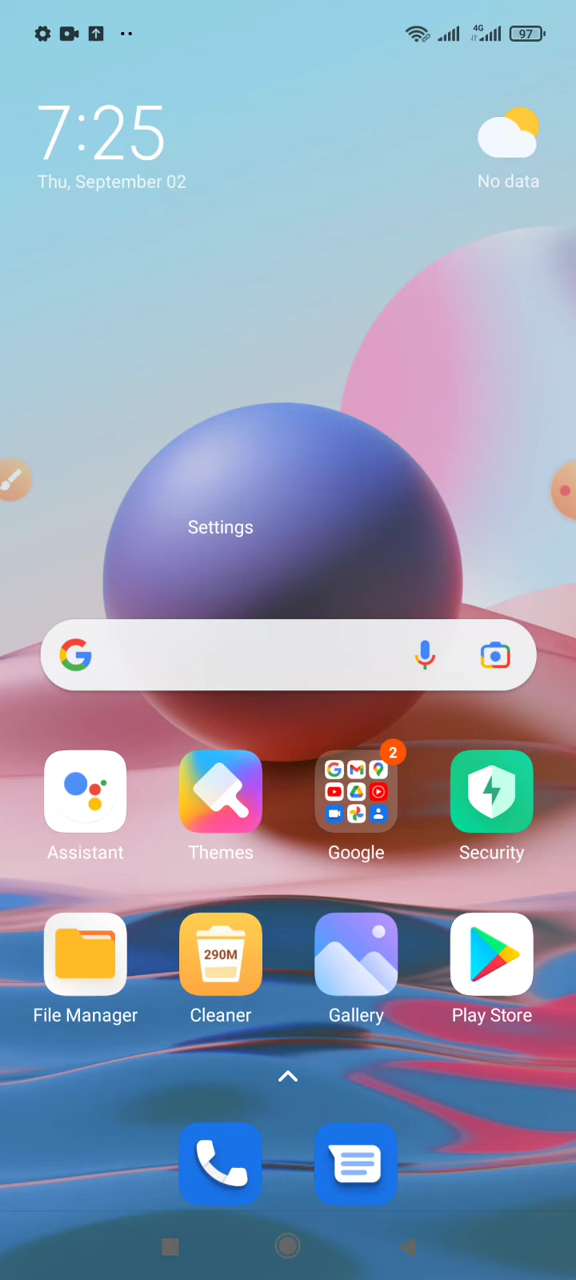 4G
97
7:25
Thu, September 02
No data
Settings
2
Assistant
Themes
Google
Security
290M
File Manager
Cleaner
Gallery
Play Store